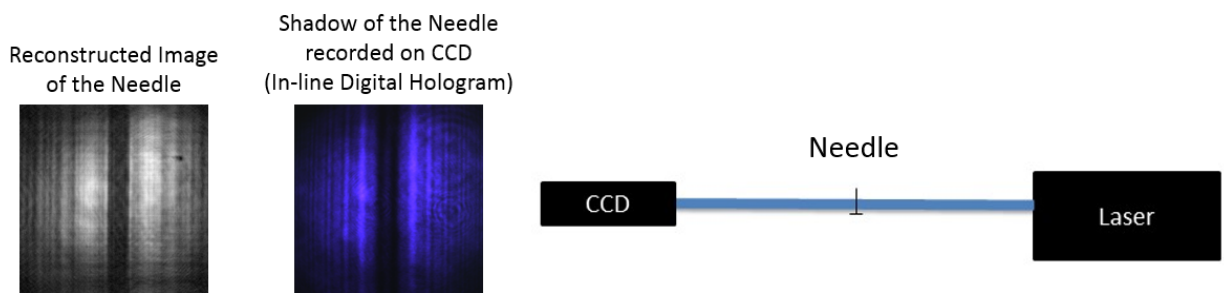 Reconstructed Image
of the Needle
Shadow of the Needle
recorded on CCD
(In-line Digital Hologram)
Needle
CCD
Laser